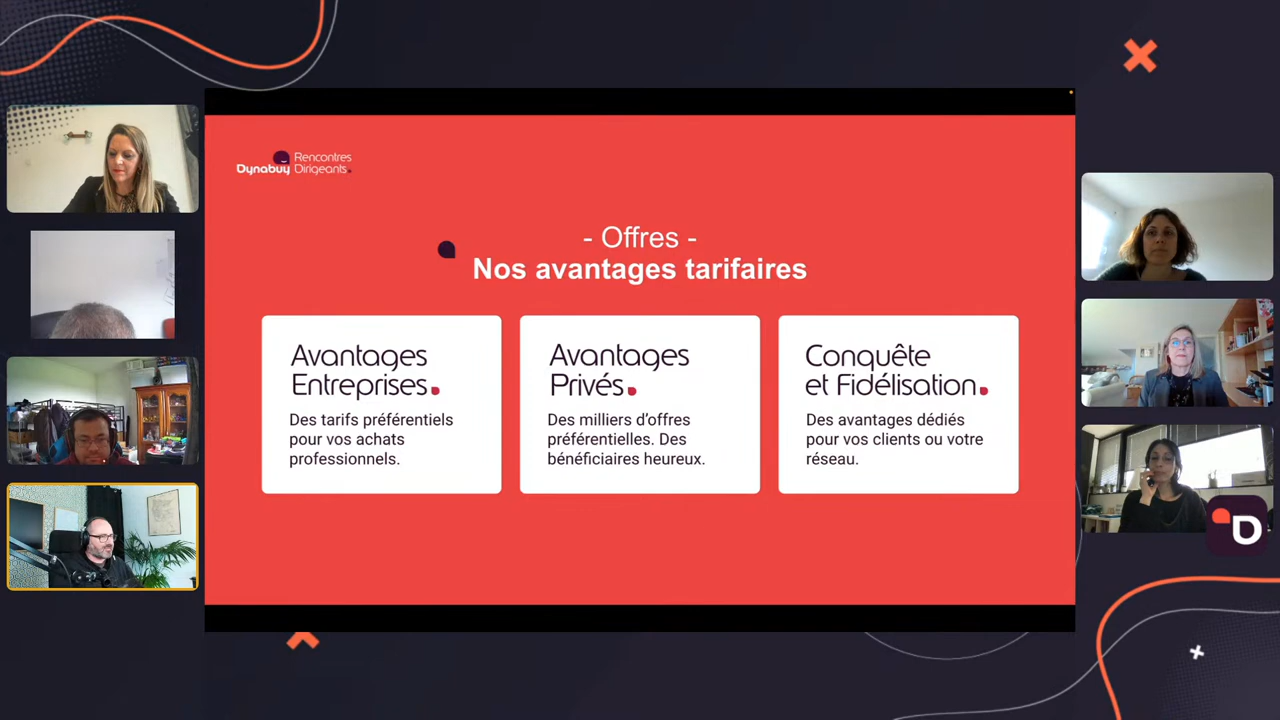 Dynabuy Rencontres
Dirigeants.
- Offres -
Nos avantages tarifaires
Avantages
Entreprises.
Des tarifs préférentiels
pour vos achats
professionnels.
Avantages
Privés.
Des milliers d’offres
préférentielles. Des
bénéficiaires heureux.
Conquête
et Fidélisation.
Des avantages dédiés
pour vos clients ou votre
réseau.
D